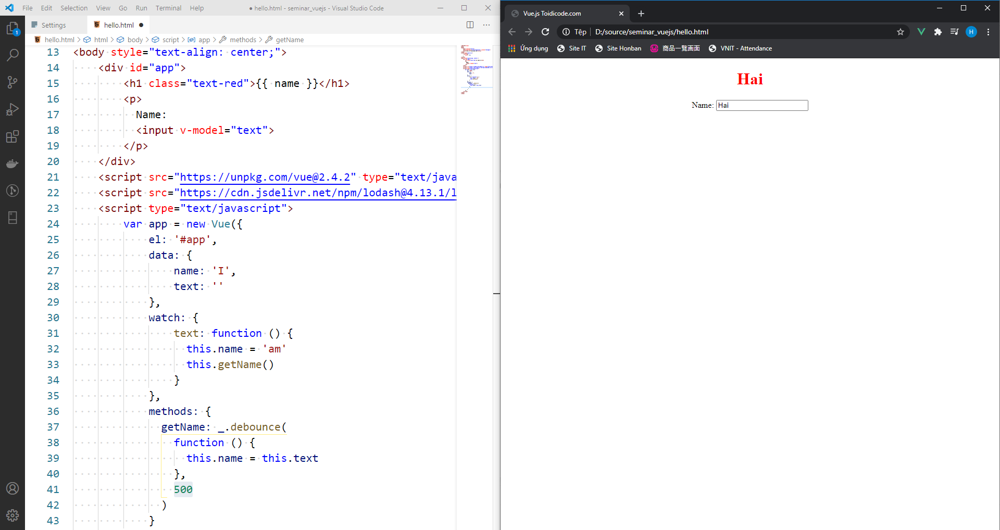 File Edit Selection View Go Run Terminal Help
● hello.html - seminar_vuejs - Visual Studio Code
Settings
hello.html ●
hello.html > html > body > script > app > methods > getName
1
13 <body style="text-align: center;">
14 <div id="app">
15 <h1 class="text-red">{{ name }}</h1>
16 <p>
17 Name:
18 <input v-model="text">
19 </p>
20 </div>
21 <script src="https://unpkg.com/vue@2.4.2" type="text/java
22 <script src="https://cdn.jsdelivr.net/npm/lodash@4.13.1/l
23 <script type="text/javascript">
24 var app = new Vue({
25 el: '#app',
26 data: {
27 name: 'I',
28 text: ''
29 },
30 watch: {
31 text: function () {
32 this.name = 'am'
33 this.getName()
34 }
35 },
36 methods: {
37 getName: _.debounce(
38 function () {
39 this.name = this.text
40 },
41 500
42 )
43 }
Vue.js Toidicode.com
Tệp | D:/source/seminar_vuejs/hello.html
H
Ứng dụng Site IT Site Honban 商品一覧画面 VNIT - Attendance
Hai
Name: Hai